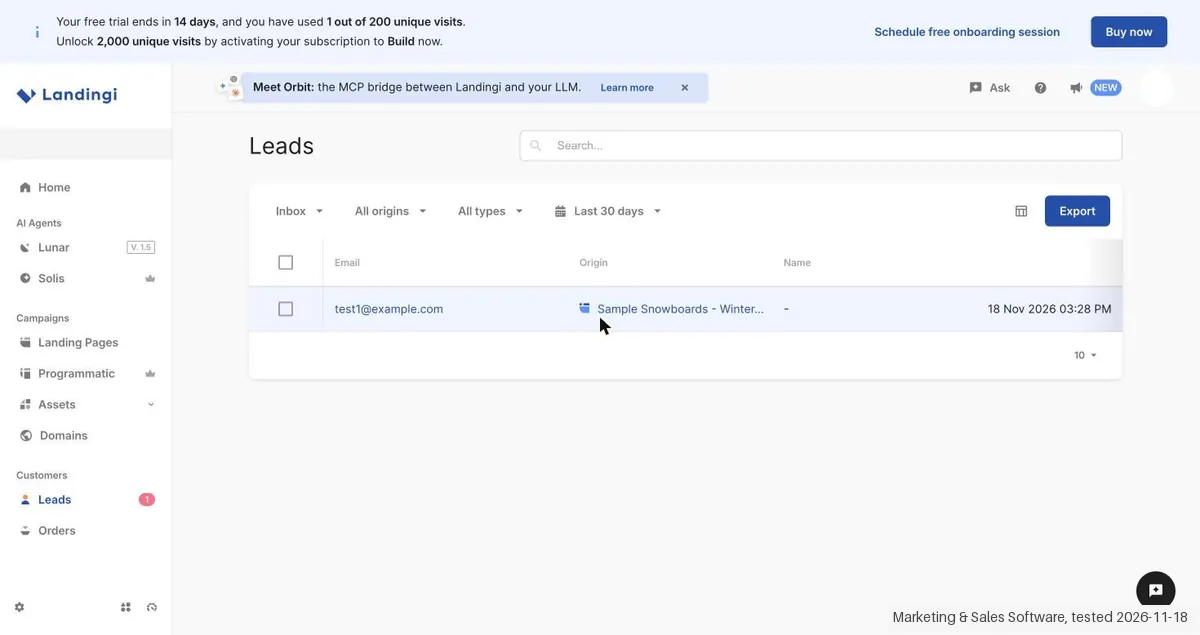 Your free trial ends in 14 days, and you have used 1 out of 200 unique visits.
Unlock 2,000 unique visits by activating your subscription to Build now.
Schedule free onboarding session
Buy now
Landingi
Meet Orbit: the MCP bridge between Landingi and your LLM.
Learn more
Ask
NEW
Leads
Search...
Home
AI Agents
Lunar
V. 1.5
Solis
Campaigns
Landing Pages
Programmatic
Assets
Domains
Customers
Leads
1
Orders
Inbox
All origins
All types
Last 30 days
Export
Email
Origin
Name
test1@example.com
Sample Snowboards - Winter...
-
18 Nov 2026 03:28 PM
10
Marketing & Sales Software, tested 2026-11-18